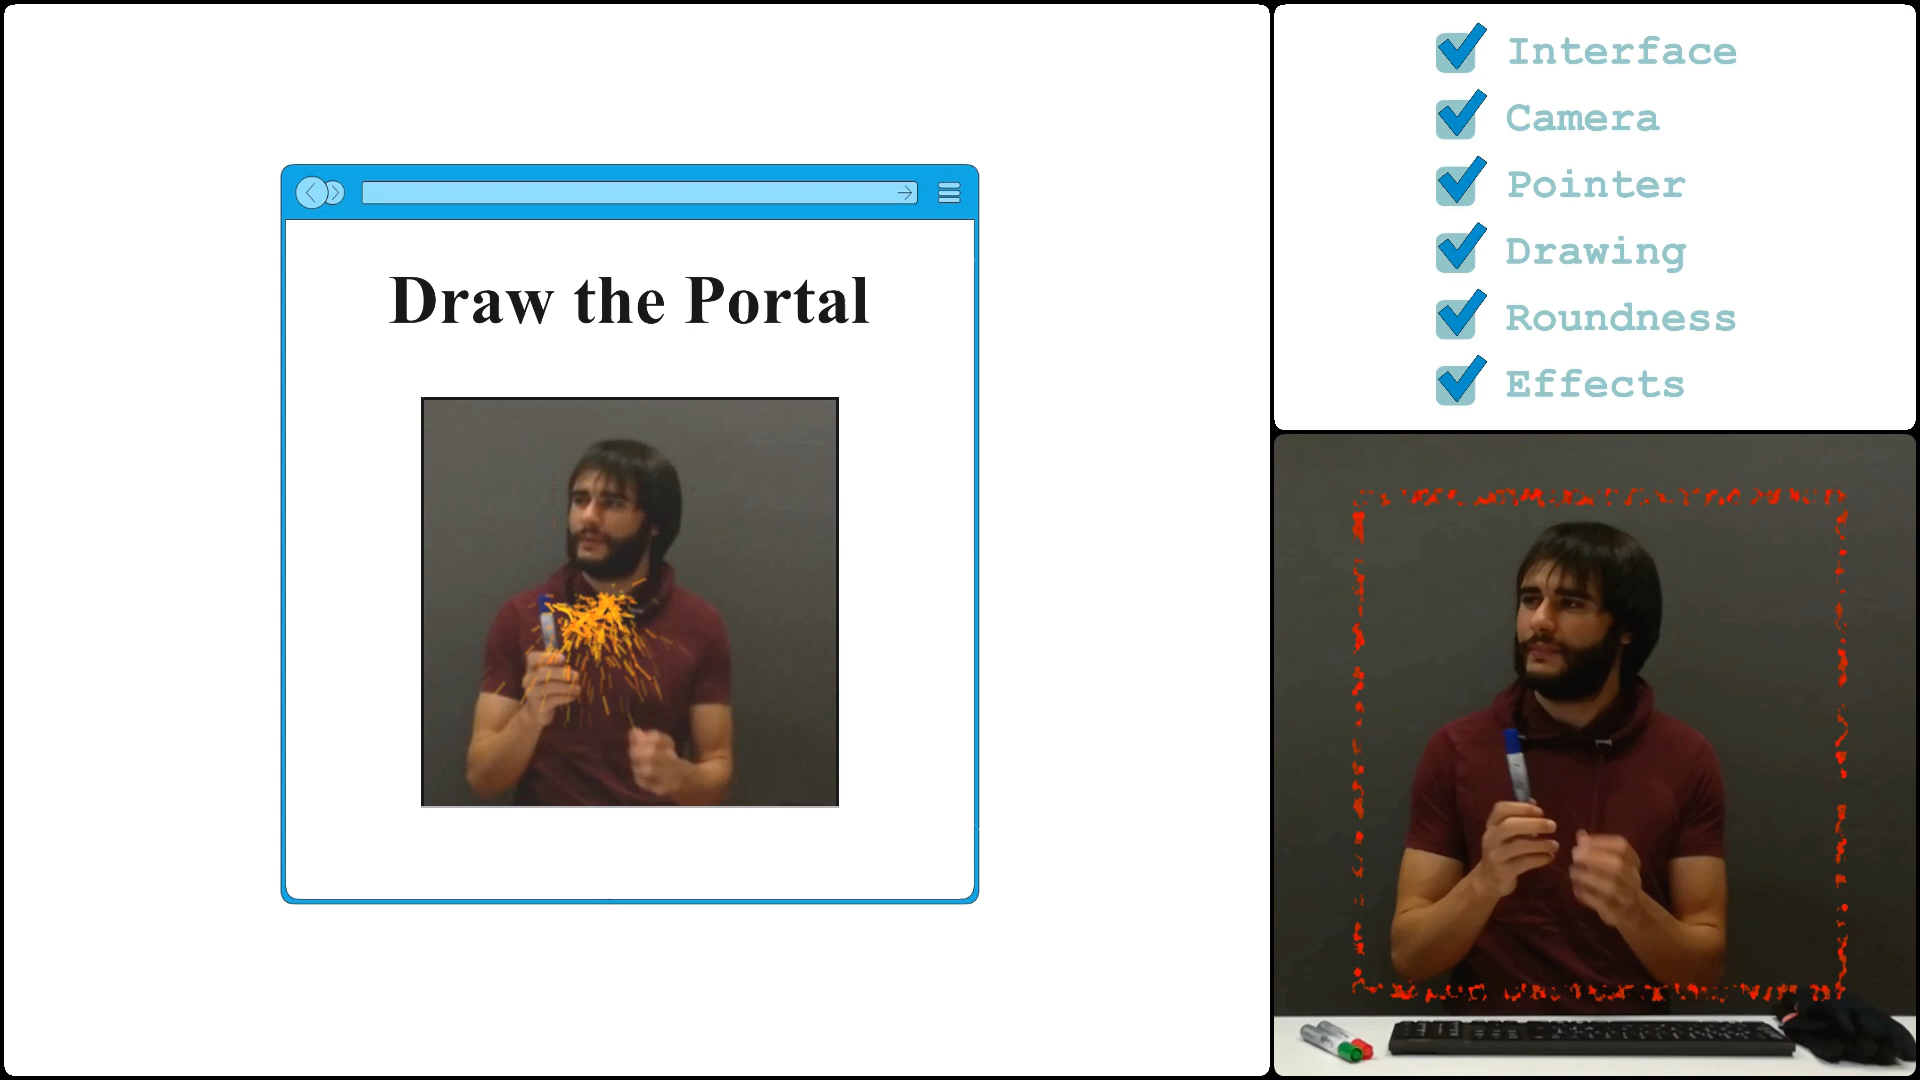 Draw the Portal
Interface
Camera
Pointer
Drawing
Roundness
Effects